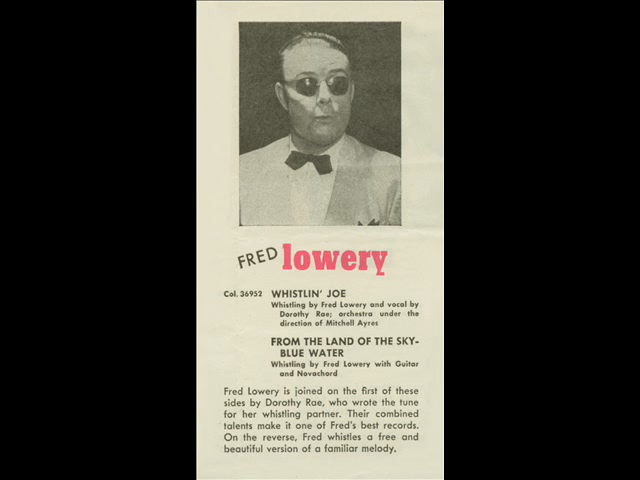 FRED lowery
Col. 36952 WHISTLIN' JOE
Whistling by Fred Lowery and vocal by
Dorothy Rae; orchestra under the
direction of Mitchell Ayres
FROM THE LAND OF THE SKY-
BLUE WATER
Whistling by Fred Lowery with Guitar
and Novachord
Fred Lowery is joined on the first of these
sides by Dorothy Rae, who wrote the tune
for her whistling partner. Their combined
talents make it one of Fred's best records.
On the reverse, Fred whistles a free and
beautiful version of a familiar melody.